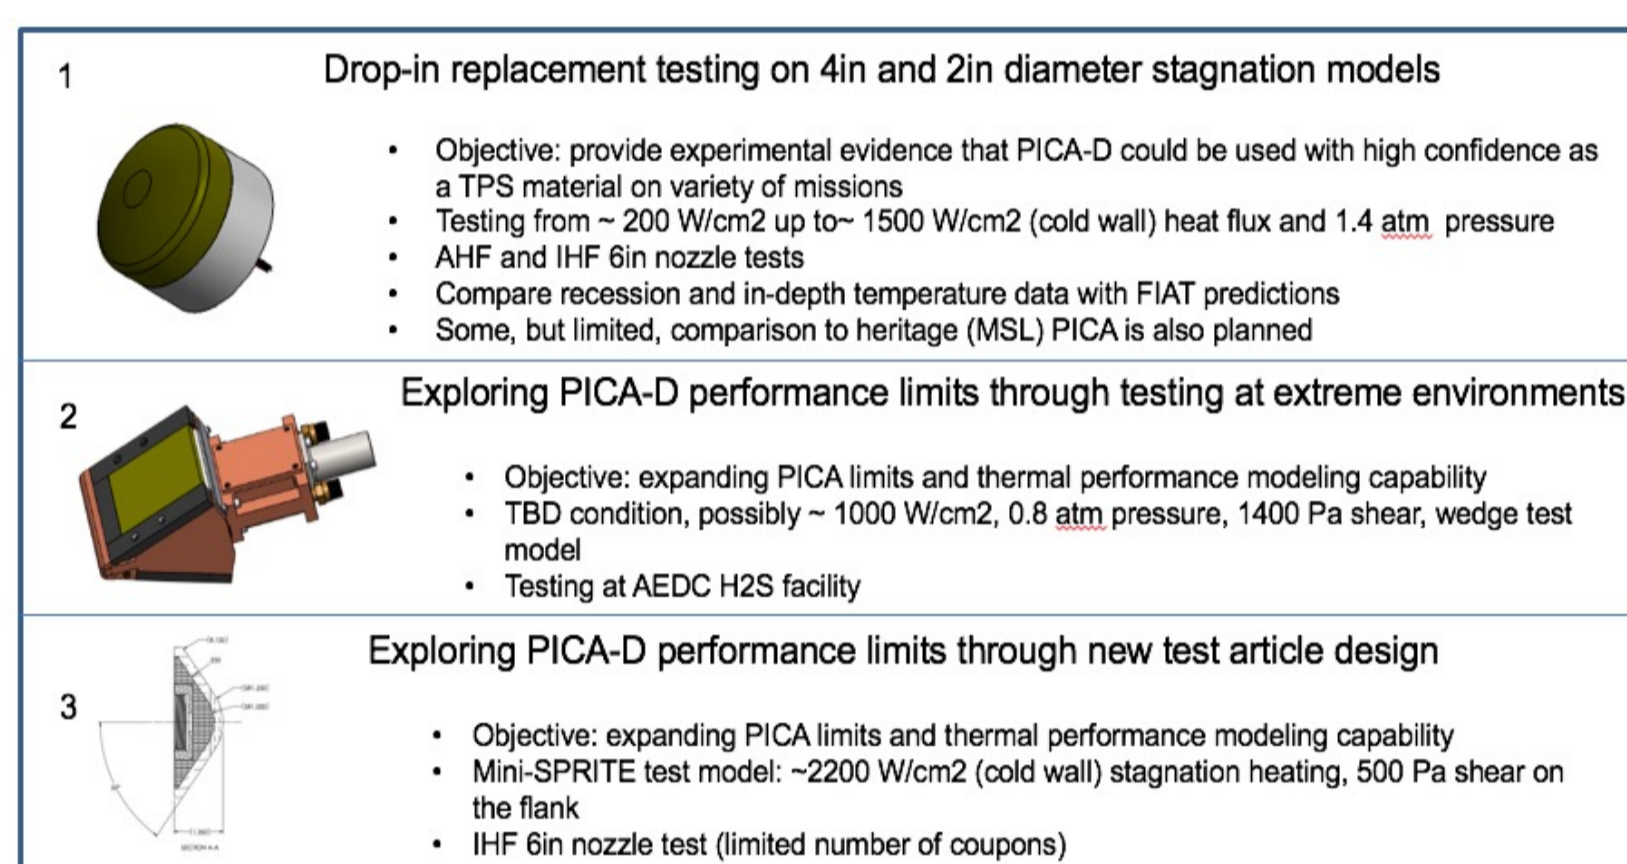 1
Drop-in replacement testing on 4in and 2in diameter stagnation models
• Objective: provide experimental evidence that PICA-D could be used with high confidence as
a TPS material on variety of missions
• Testing from ~ 200 W/cm2 up to~ 1500 W/cm2 (cold wall) heat flux and 1.4 atm pressure
• AHF and IHF 6in nozzle tests
• Compare recession and in-depth temperature data with FIAT predictions
• Some, but limited, comparison to heritage (MSL) PICA is also planned
2
Exploring PICA-D performance limits through testing at extreme environments
• Objective: expanding PICA limits and thermal performance modeling capability
• TBD condition, possibly ~ 1000 W/cm2, 0.8 atm pressure, 1400 Pa shear, wedge test
model
• Testing at AEDC H2S facility
3
Exploring PICA-D performance limits through new test article design
• Objective: expanding PICA limits and thermal performance modeling capability
• Mini-SPRITE test model: ~2200 W/cm2 (cold wall) stagnation heating, 500 Pa shear on
the flank
• IHF 6in nozzle test (limited number of coupons)
SECTION A-A